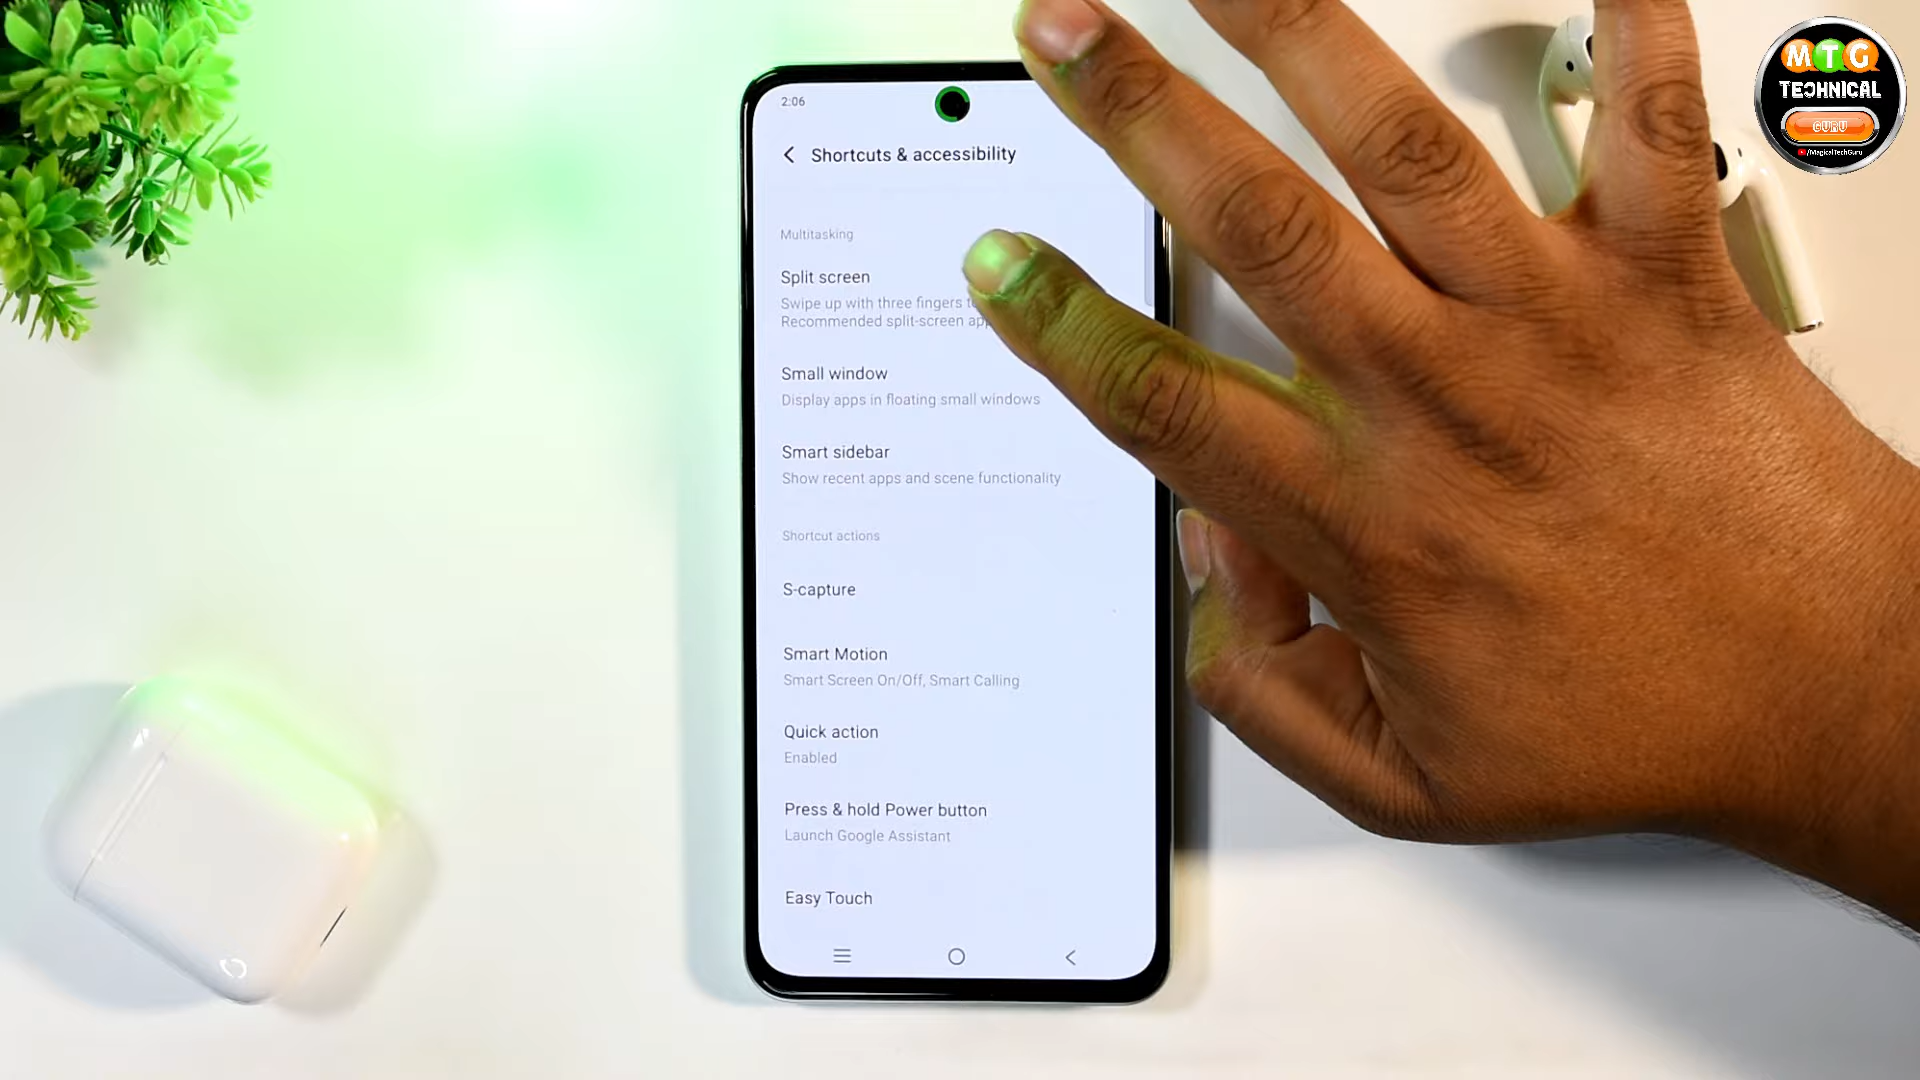 MTG
TECHNICAL
GURU
/MagicalTechGuru
2:06
Shortcuts & accessibility
Multitasking
Split screen
Swipe up with three fingers
Recommended split-screen
Small window
Display apps in floating small windows
Smart sidebar
Show recent apps and scene functionality
Shortcut actions
S-capture
Smart Motion
Smart Screen On/Off, Smart Calling
Quick action
Enabled
Press & hold Power button
Launch Google Assistant
Easy Touch